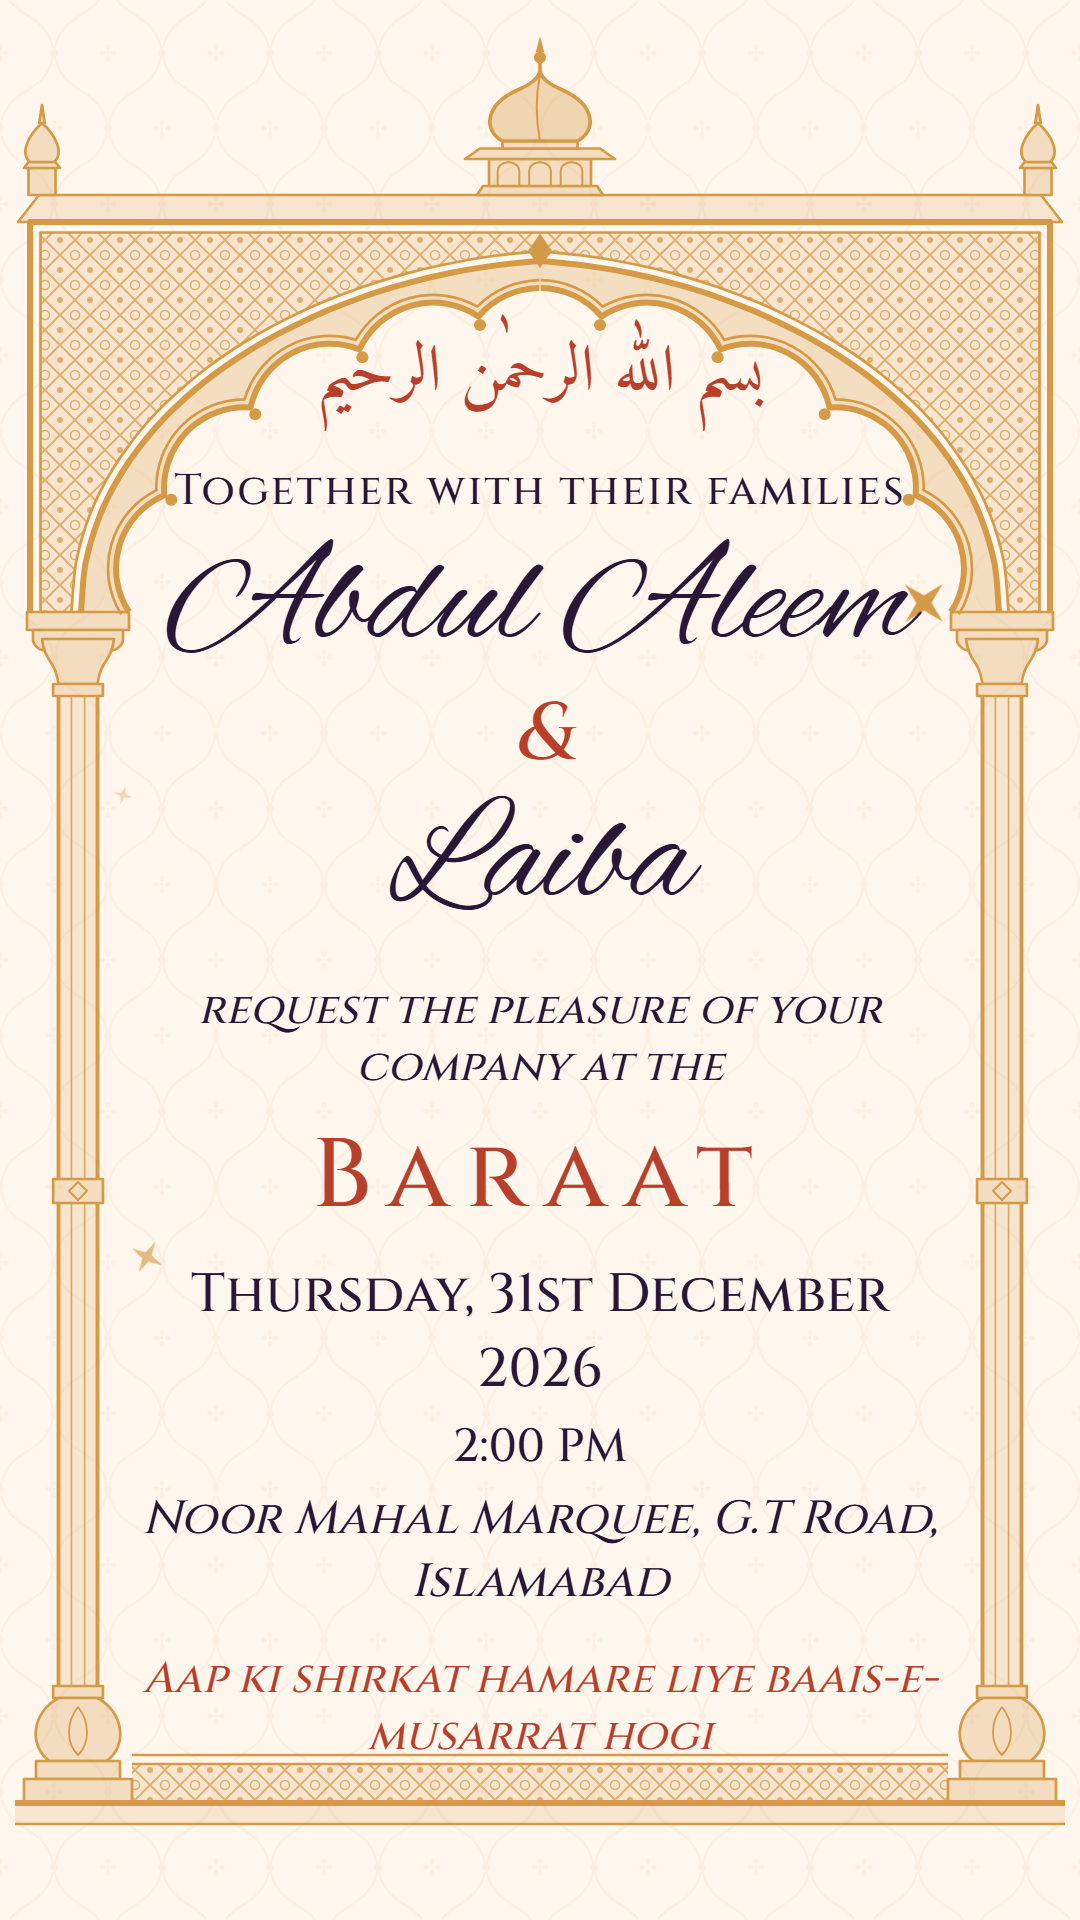 بسم الله الرحمٰن الرحيم
Together with their families
Abdul Aleem
&
Laiba
request the pleasure of your
company at the
Baraat
Thursday, 31st December
2026
2:00 PM
Noor Mahal Marquee, G.T Road,
Islamabad
Aap ki shirkat hamare liye baais-e-
musarrat hogi